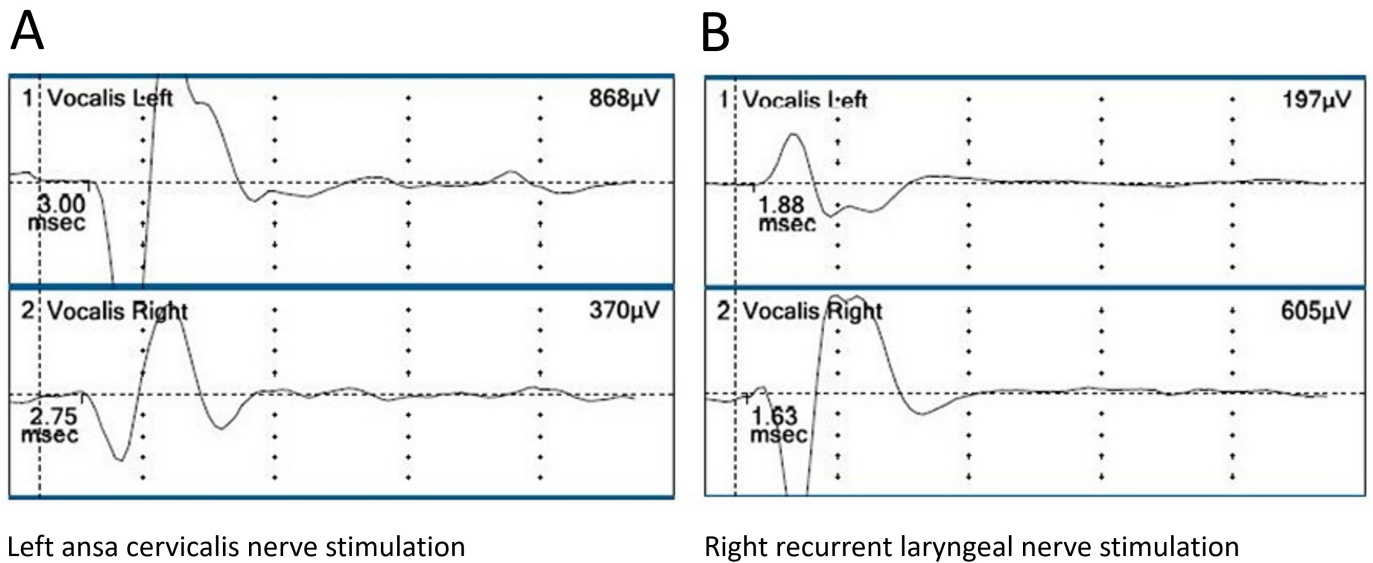 A
1 Vocalis Left 868µV
3.00
msec
2 Vocalis Right 370µV
2.75
msec
Left ansa cervicalis nerve stimulation
B
1 Vocalis Left 197µV
1.88
msec
2 Vocalis Right 605µV
1.63
msec
Right recurrent laryngeal nerve stimulation